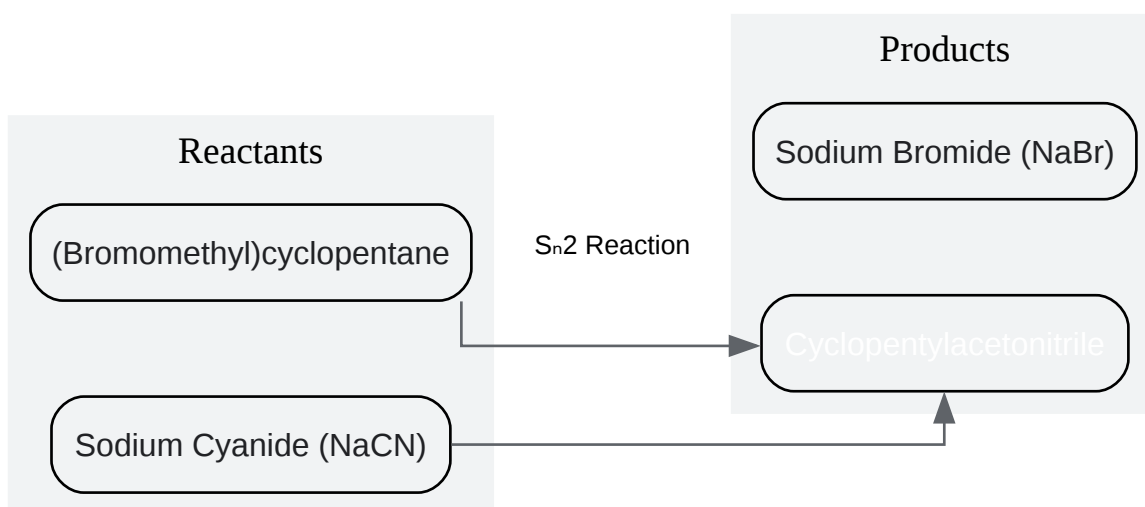 Reactants
(Bromomethyl)cyclopentane
Sodium Cyanide (NaCN)
Sₙ2 Reaction
Products
Sodium Bromide (NaBr)
Cyclopentylacetonitrile